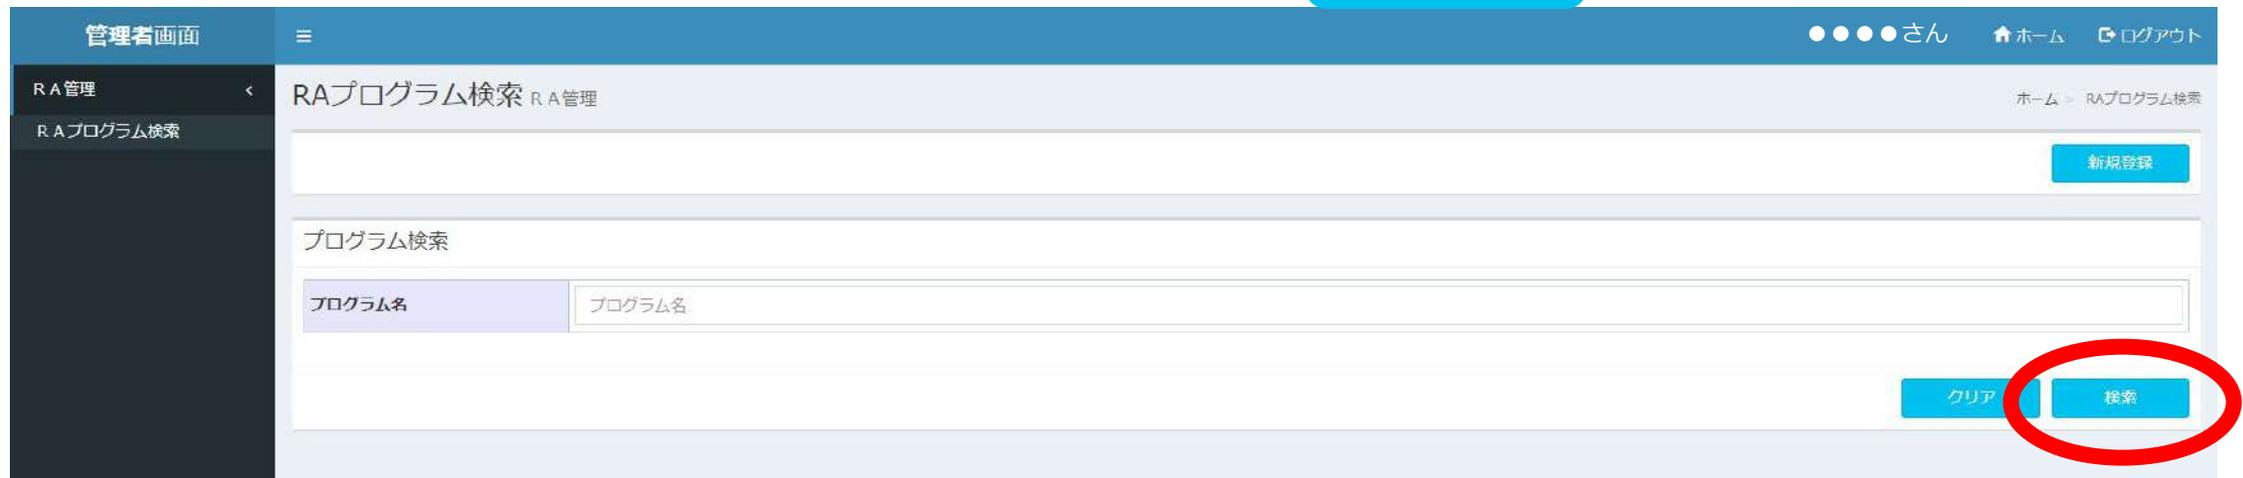 管理者画面
●●●●さん ホーム ログアウト
RA管理
RAプログラム検索 RA管理
ホーム > RAプログラム検索
RAプログラム検索
新規登録
プログラム検索
プログラム名 プログラム名
クリア 検索